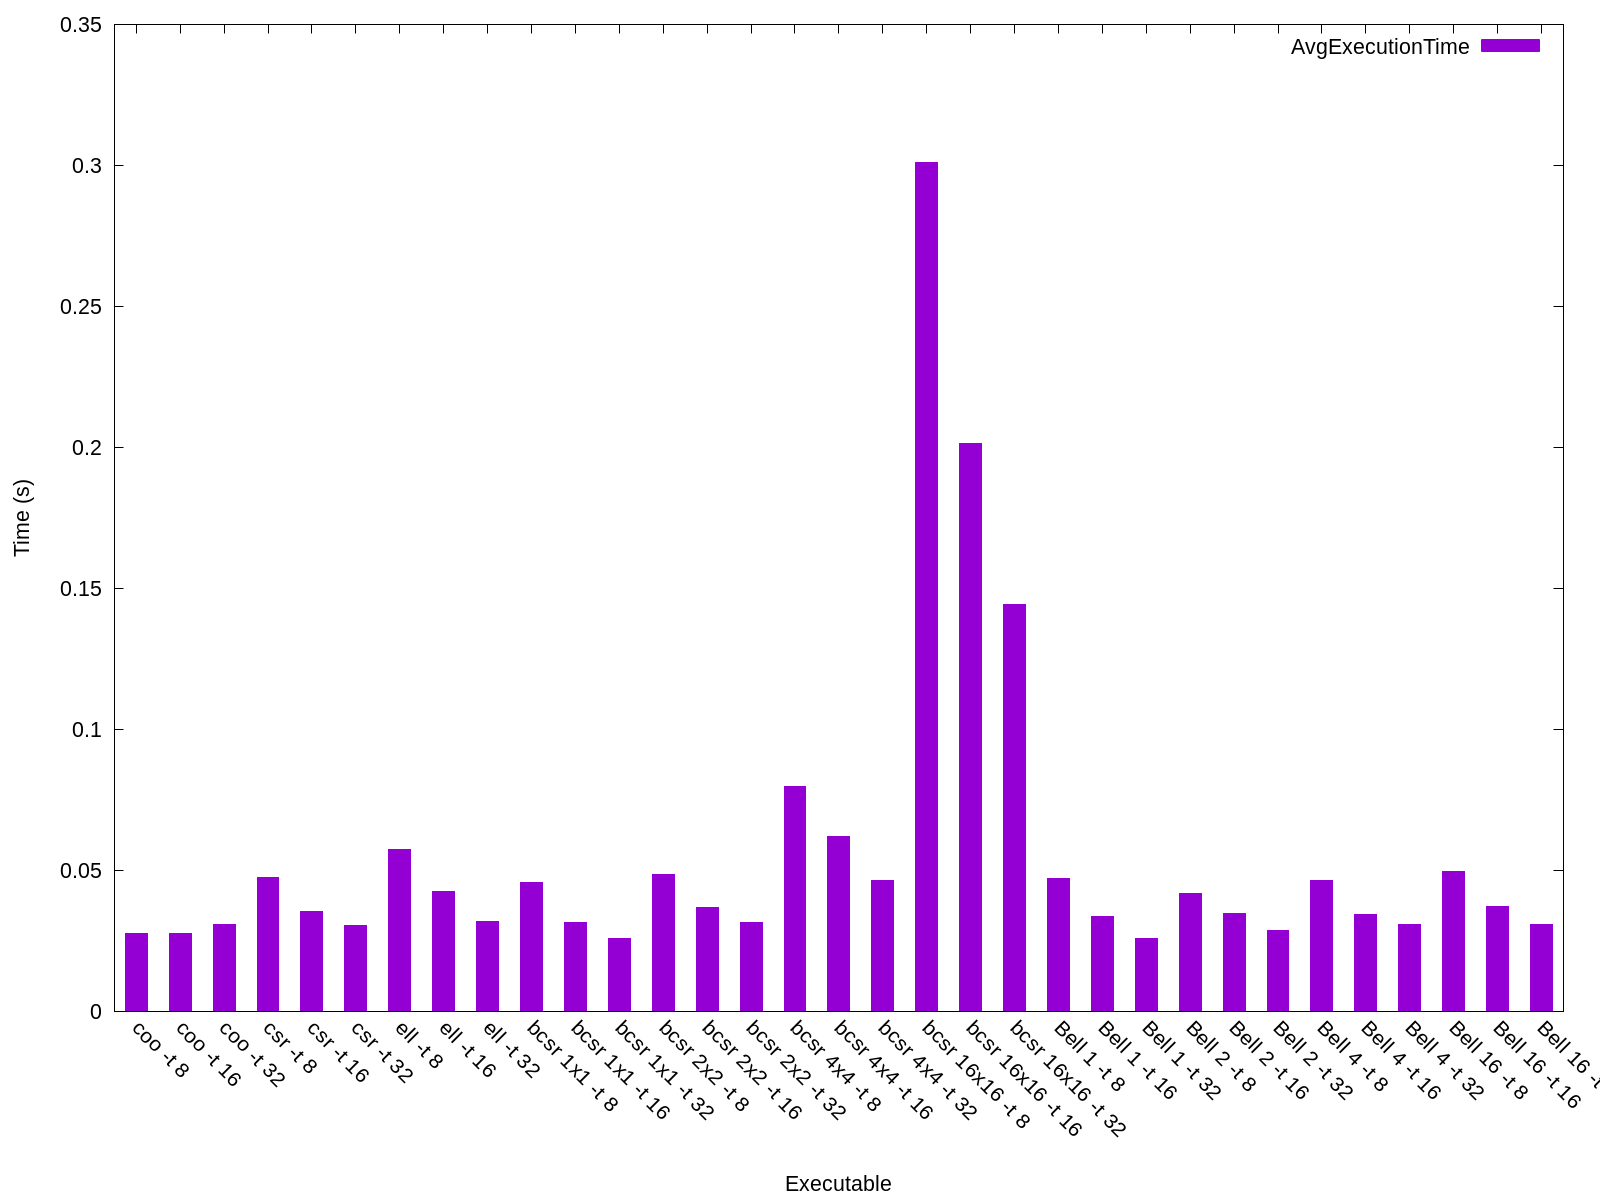 AvgExecutionTime
0.35
0.3
0.25
0.2
0.15
0.1
0.05
0
Time (s)
coo -t 8
coo -t 16
coo -t 32
csr -t 8
csr -t 16
csr -t 32
ell -t 8
ell -t 16
ell -t 32
bcsr 1x1 -t 8
bcsr 1x1 -t 16
bcsr 1x1 -t 32
bcsr 2x2 -t 8
bcsr 2x2 -t 16
bcsr 2x2 -t 32
bcsr 4x4 -t 8
bcsr 4x4 -t 16
bcsr 4x4 -t 32
bcsr 16x16 -t 8
bcsr 16x16 -t 16
bcsr 16x16 -t 32
Bell 1 -t 8
Bell 1 -t 16
Bell 1 -t 32
Bell 2 -t 8
Bell 2 -t 16
Bell 2 -t 32
Bell 4 -t 8
Bell 4 -t 16
Bell 4 -t 32
Bell 16 -t 8
Bell 16 -t 16
Bell 16 -t
Executable